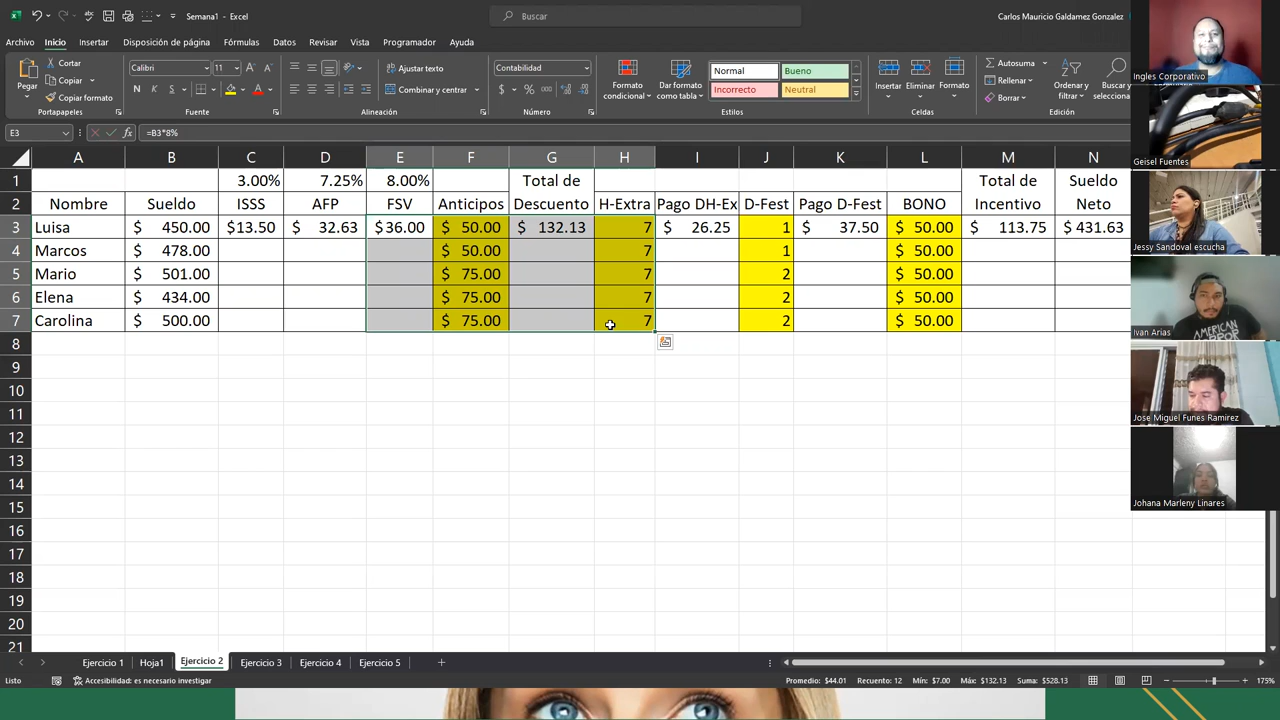 Semana1 - Excel
Buscar
Carlos Mauricio Galdamez Gonzalez
Archivo Inicio Insertar Disposición de página Fórmulas Datos Revisar Vista Programador Ayuda
Pegar
Cortar
Copiar
Copiar formato
Portapapeles
Calibri 11
N K S
Fuente
Ajustar texto
Combinar y centrar
Alineación
Contabilidad
$ % 000
Número
Formato condicional
Dar formato como tabla
Normal Bueno
Incorrecto Neutral
Estilos
Insertar Eliminar Formato
Celdas
Autosuma
Rellenar
Borrar
Ordenar y filtrar
Buscar y selecciona
E3 fx =B3*8%
A B C D E F G H I J K L M N
1 3.00% 7.25% 8.00% Total de Total de Sueldo
2 Nombre Sueldo ISSS AFP FSV Anticipos Descuento H-Extra Pago DH-Ex D-Fest Pago D-Fest BONO Incentivo Neto
3 Luisa $ 450.00 $13.50 $ 32.63 $36.00 $ 50.00 $ 132.13 7 $ 26.25 1 $ 37.50 $ 50.00 $ 113.75 $431.63
4 Marcos $ 478.00 $ 50.00 7 1 $ 50.00
5 Mario $ 501.00 $ 75.00 7 2 $ 50.00
6 Elena $ 434.00 $ 75.00 7 2 $ 50.00
7 Carolina $ 500.00 $ 75.00 7 2 $ 50.00
8
9
10
11
12
13
14
15
16
17
18
19
20
21
Ingles Corporativo
Geisel Fuentes
Jessy Sandoval escucha
Ivan Arias
AMERICAN
Jose Miguel Funes Ramirez
Johana Marleny Linares
Ejercicio 1 Hoja1 Ejercicio 2 Ejercicio 3 Ejercicio 4 Ejercicio 5
Listo Accesibilidad: es necesario investigar Promedio: $44.01 Recuento: 12 Mín: $7.00 Máx: $132.13 Suma: $528.13 175%